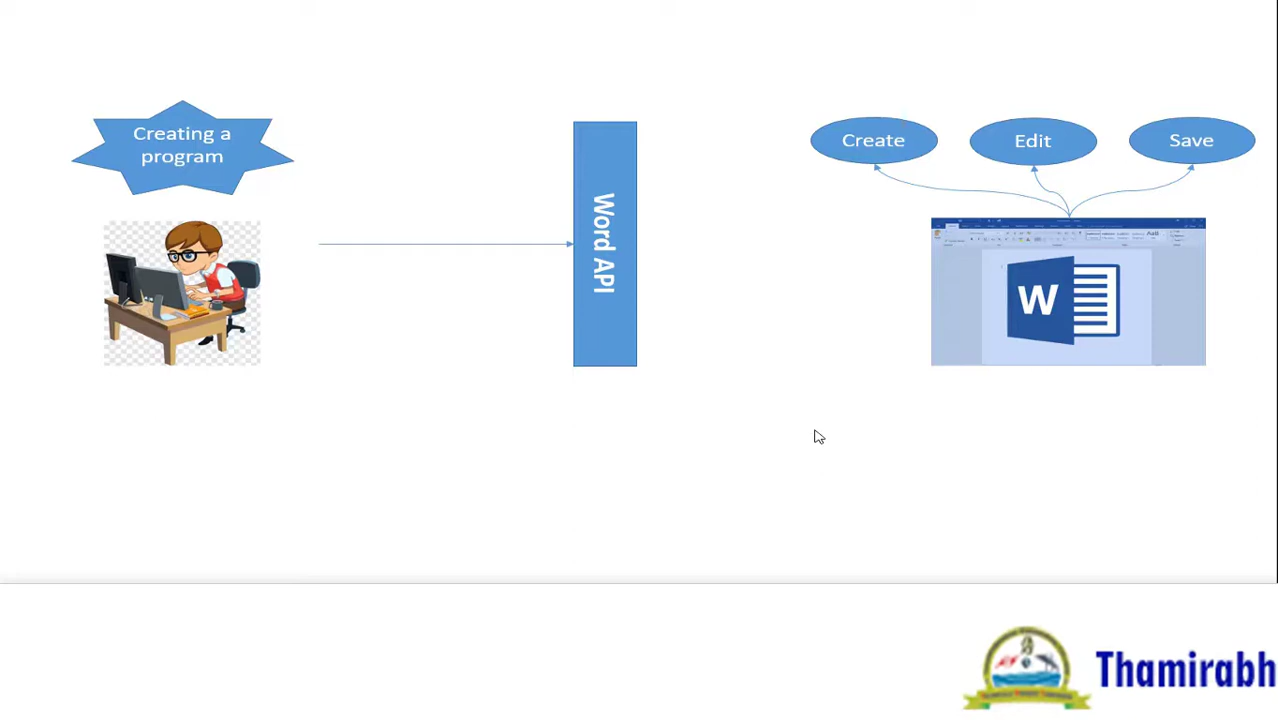 Creating a
program
Word API
Create
Edit
Save
W
Thamirabh